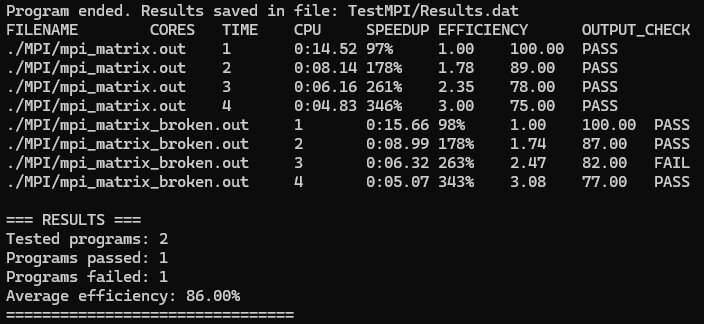 Program ended. Results saved in file: TestMPI/Results.dat
FILENAME        CORES   TIME    CPU     SPEEDUP EFFICIENCY      OUTPUT_CHECK
./MPI/mpi_matrix.out    1       0:14.52 97%     1.00    100.00  PASS
./MPI/mpi_matrix.out    2       0:08.14 178%    1.78    89.00   PASS
./MPI/mpi_matrix.out    3       0:06.16 261%    2.35    78.00   PASS
./MPI/mpi_matrix.out    4       0:04.83 346%    3.00    75.00   PASS
./MPI/mpi_matrix_broken.out     1       0:15.66 98%     1.00    100.00  PASS
./MPI/mpi_matrix_broken.out     2       0:08.99 178%    1.74    87.00   PASS
./MPI/mpi_matrix_broken.out     3       0:06.32 263%    2.47    82.00   FAIL
./MPI/mpi_matrix_broken.out     4       0:05.07 343%    3.08    77.00   PASS
=== RESULTS ===
Tested programs: 2
Programs passed: 1
Programs failed: 1
Average efficiency: 86.00%
================================